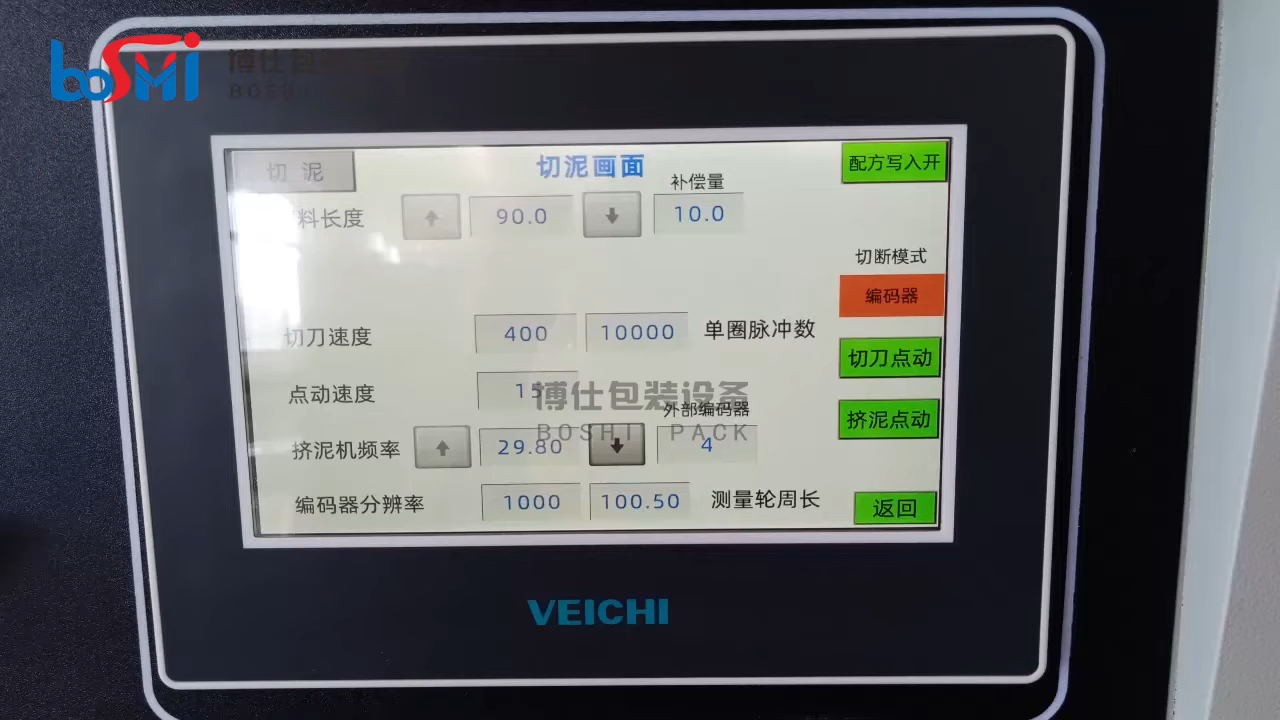 bosmi
博仕包装
BOSHI
切泥
切泥画面
配方写入开
补偿量
料长度
90.0
10.0
切断模式
编码器
切刀速度
400
10000
单圈脉冲数
切刀点动
点动速度
15
博仕包装设备
BOSHI PACK
外部编码器
挤泥点动
挤泥机频率
29.80
4
编码器分辨率
1000
100.50
测量轮周长
返回
VEICHI